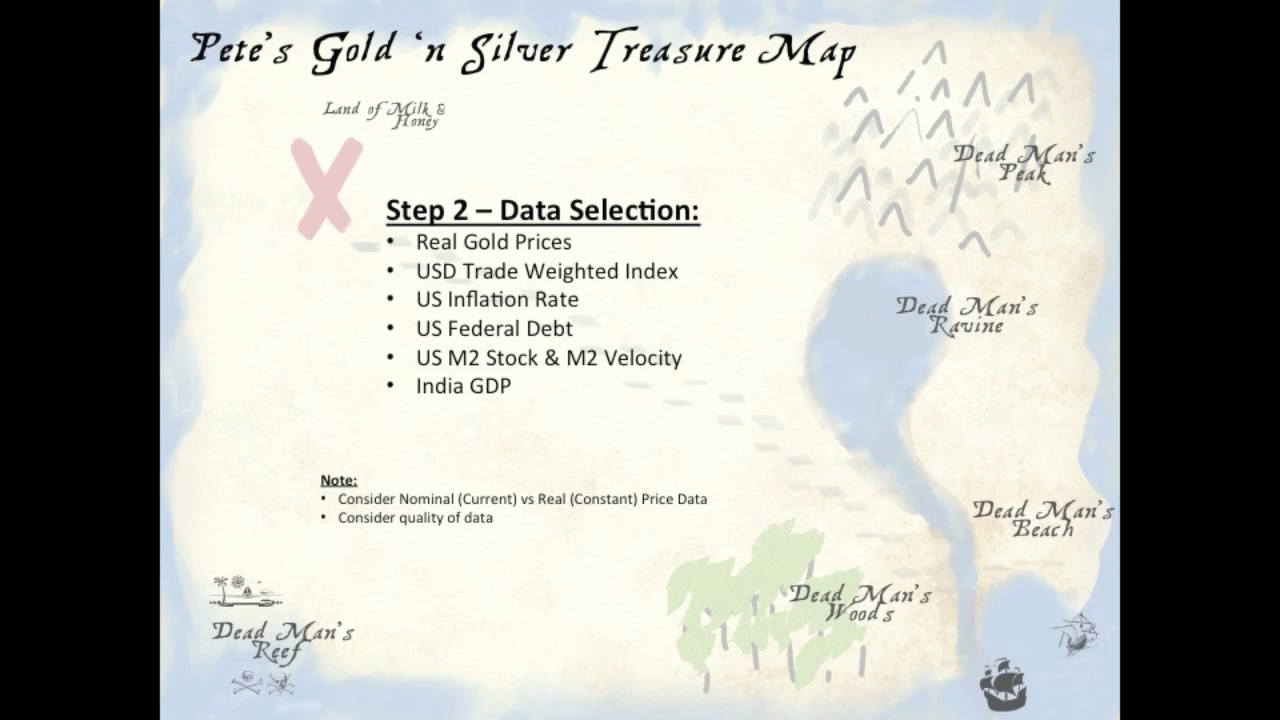 Pete's Gold 'n Silver Treasure Map
Land of Milk &
Honey
Dead Man's
Peak
Step 2 – Data Selection:
• Real Gold Prices
• USD Trade Weighted Index
• US Inflation Rate
• US Federal Debt
• US M2 Stock & M2 Velocity
• India GDP
Dead Man's
Ravine
Note:
• Consider Nominal (Current) vs Real (Constant) Price Data
• Consider quality of data
Dead Man's
Beach
Dead Man's
Woods
Dead Man's
Reef